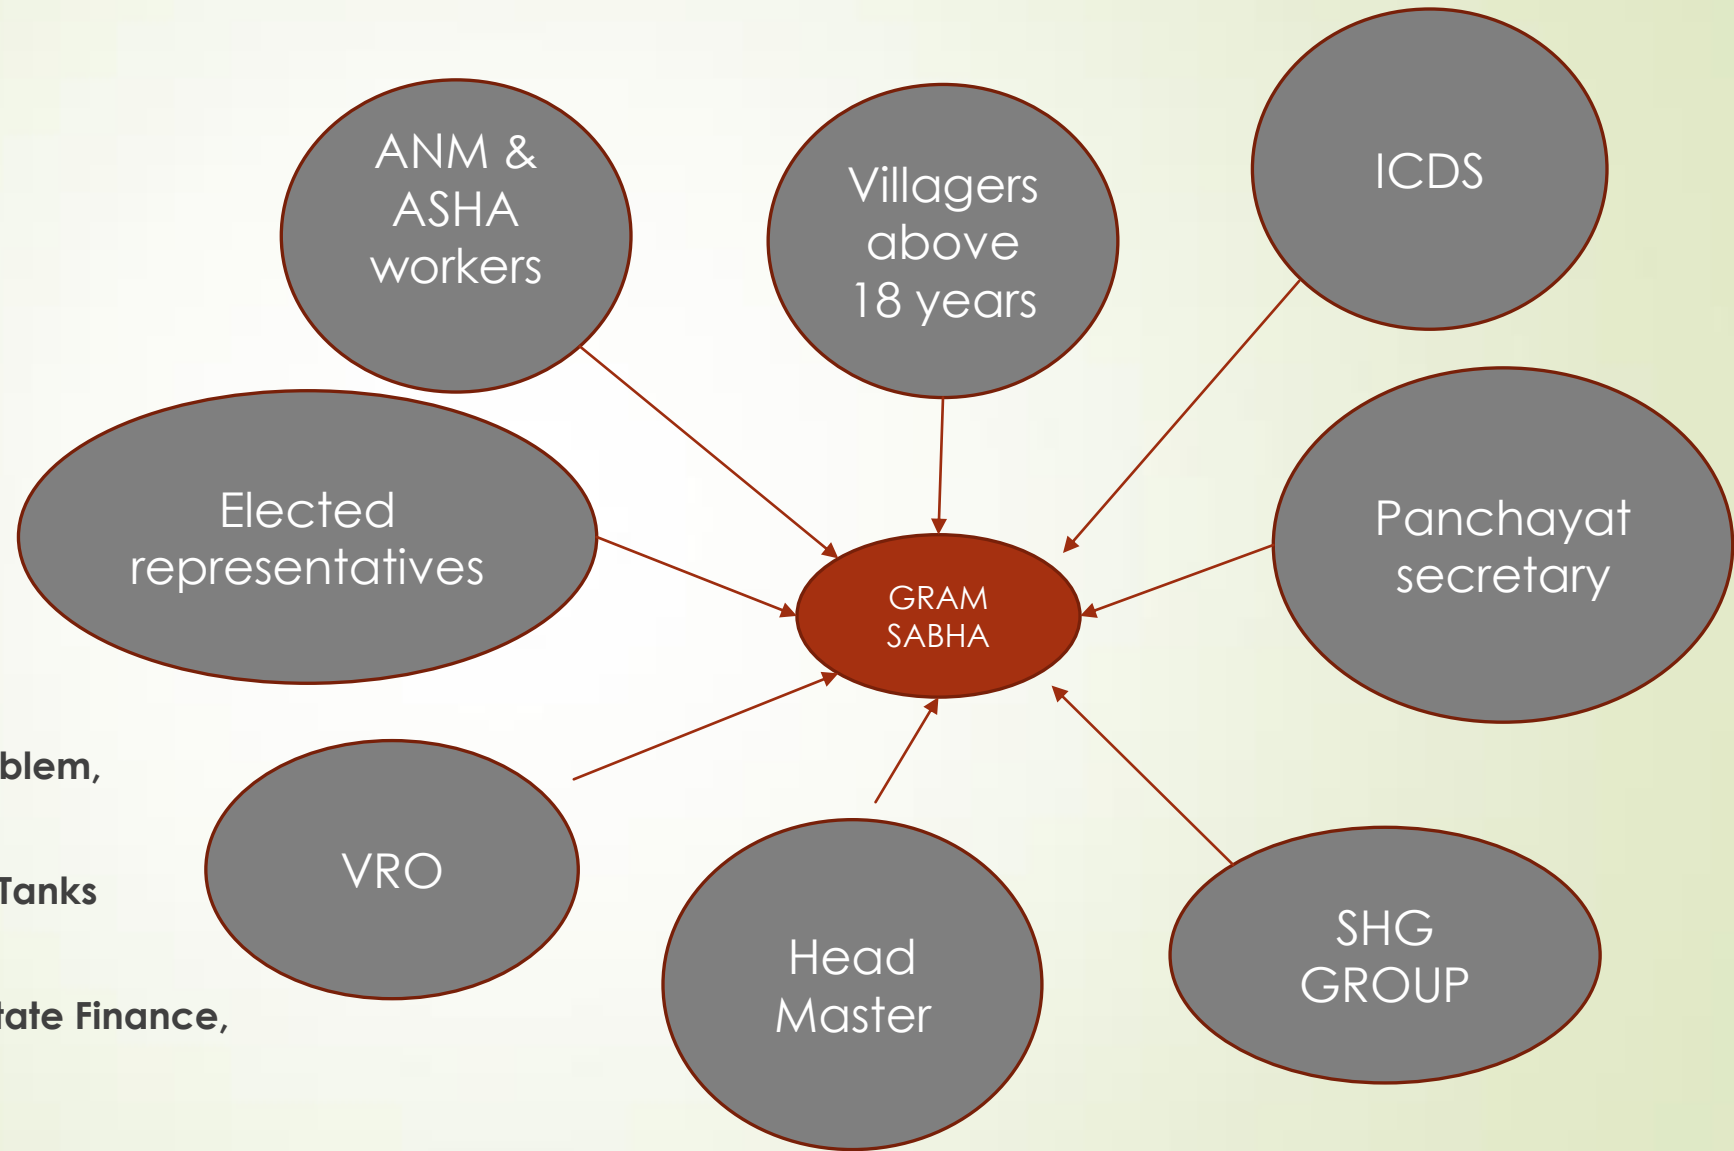 ANM &
ASHA
workers
Villagers
above
18 years
ICDS
Elected
representatives
Panchayat
secretary
GRAM
SABHA
VRO
Head
Master
SHG
GROUP
blem,
Tanks
tate Finance,